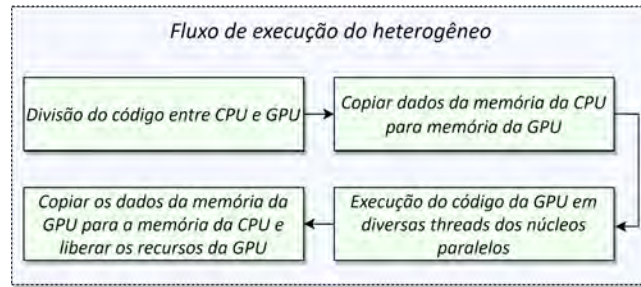 Fluxo de execução do heterogêneo
Divisão do código entre CPU e GPU
Copiar dados da memória da CPU
para memória da GPU
Execução do código da GPU em
diversas threads dos núcleos
paralelos
Copiar os dados da memória da
GPU para a memória da CPU e
liberar os recursos da GPU